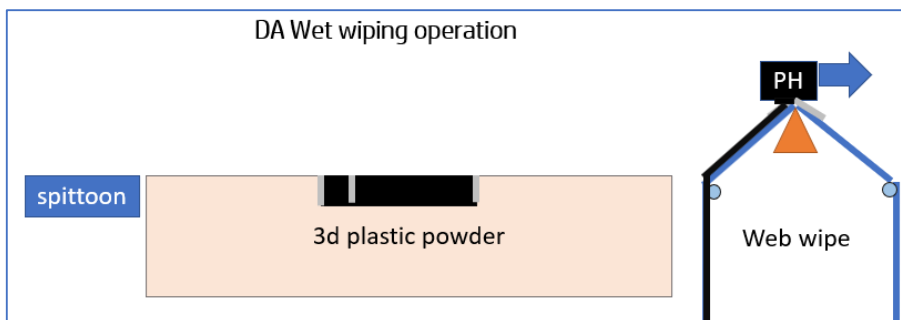 DA Wet wiping operation
PH
spittoon
3d plastic powder
Web wipe